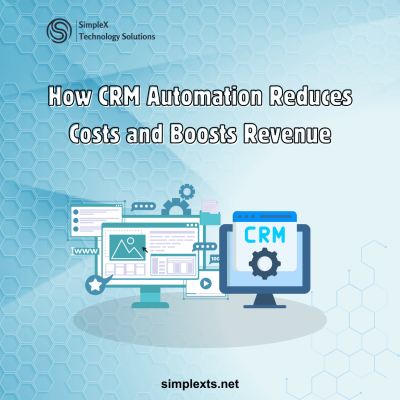 SimpleX
Technology Solutions
How CRM Automation Reduces
Costs and Boosts Revenue
www
CRM
simplexts.net